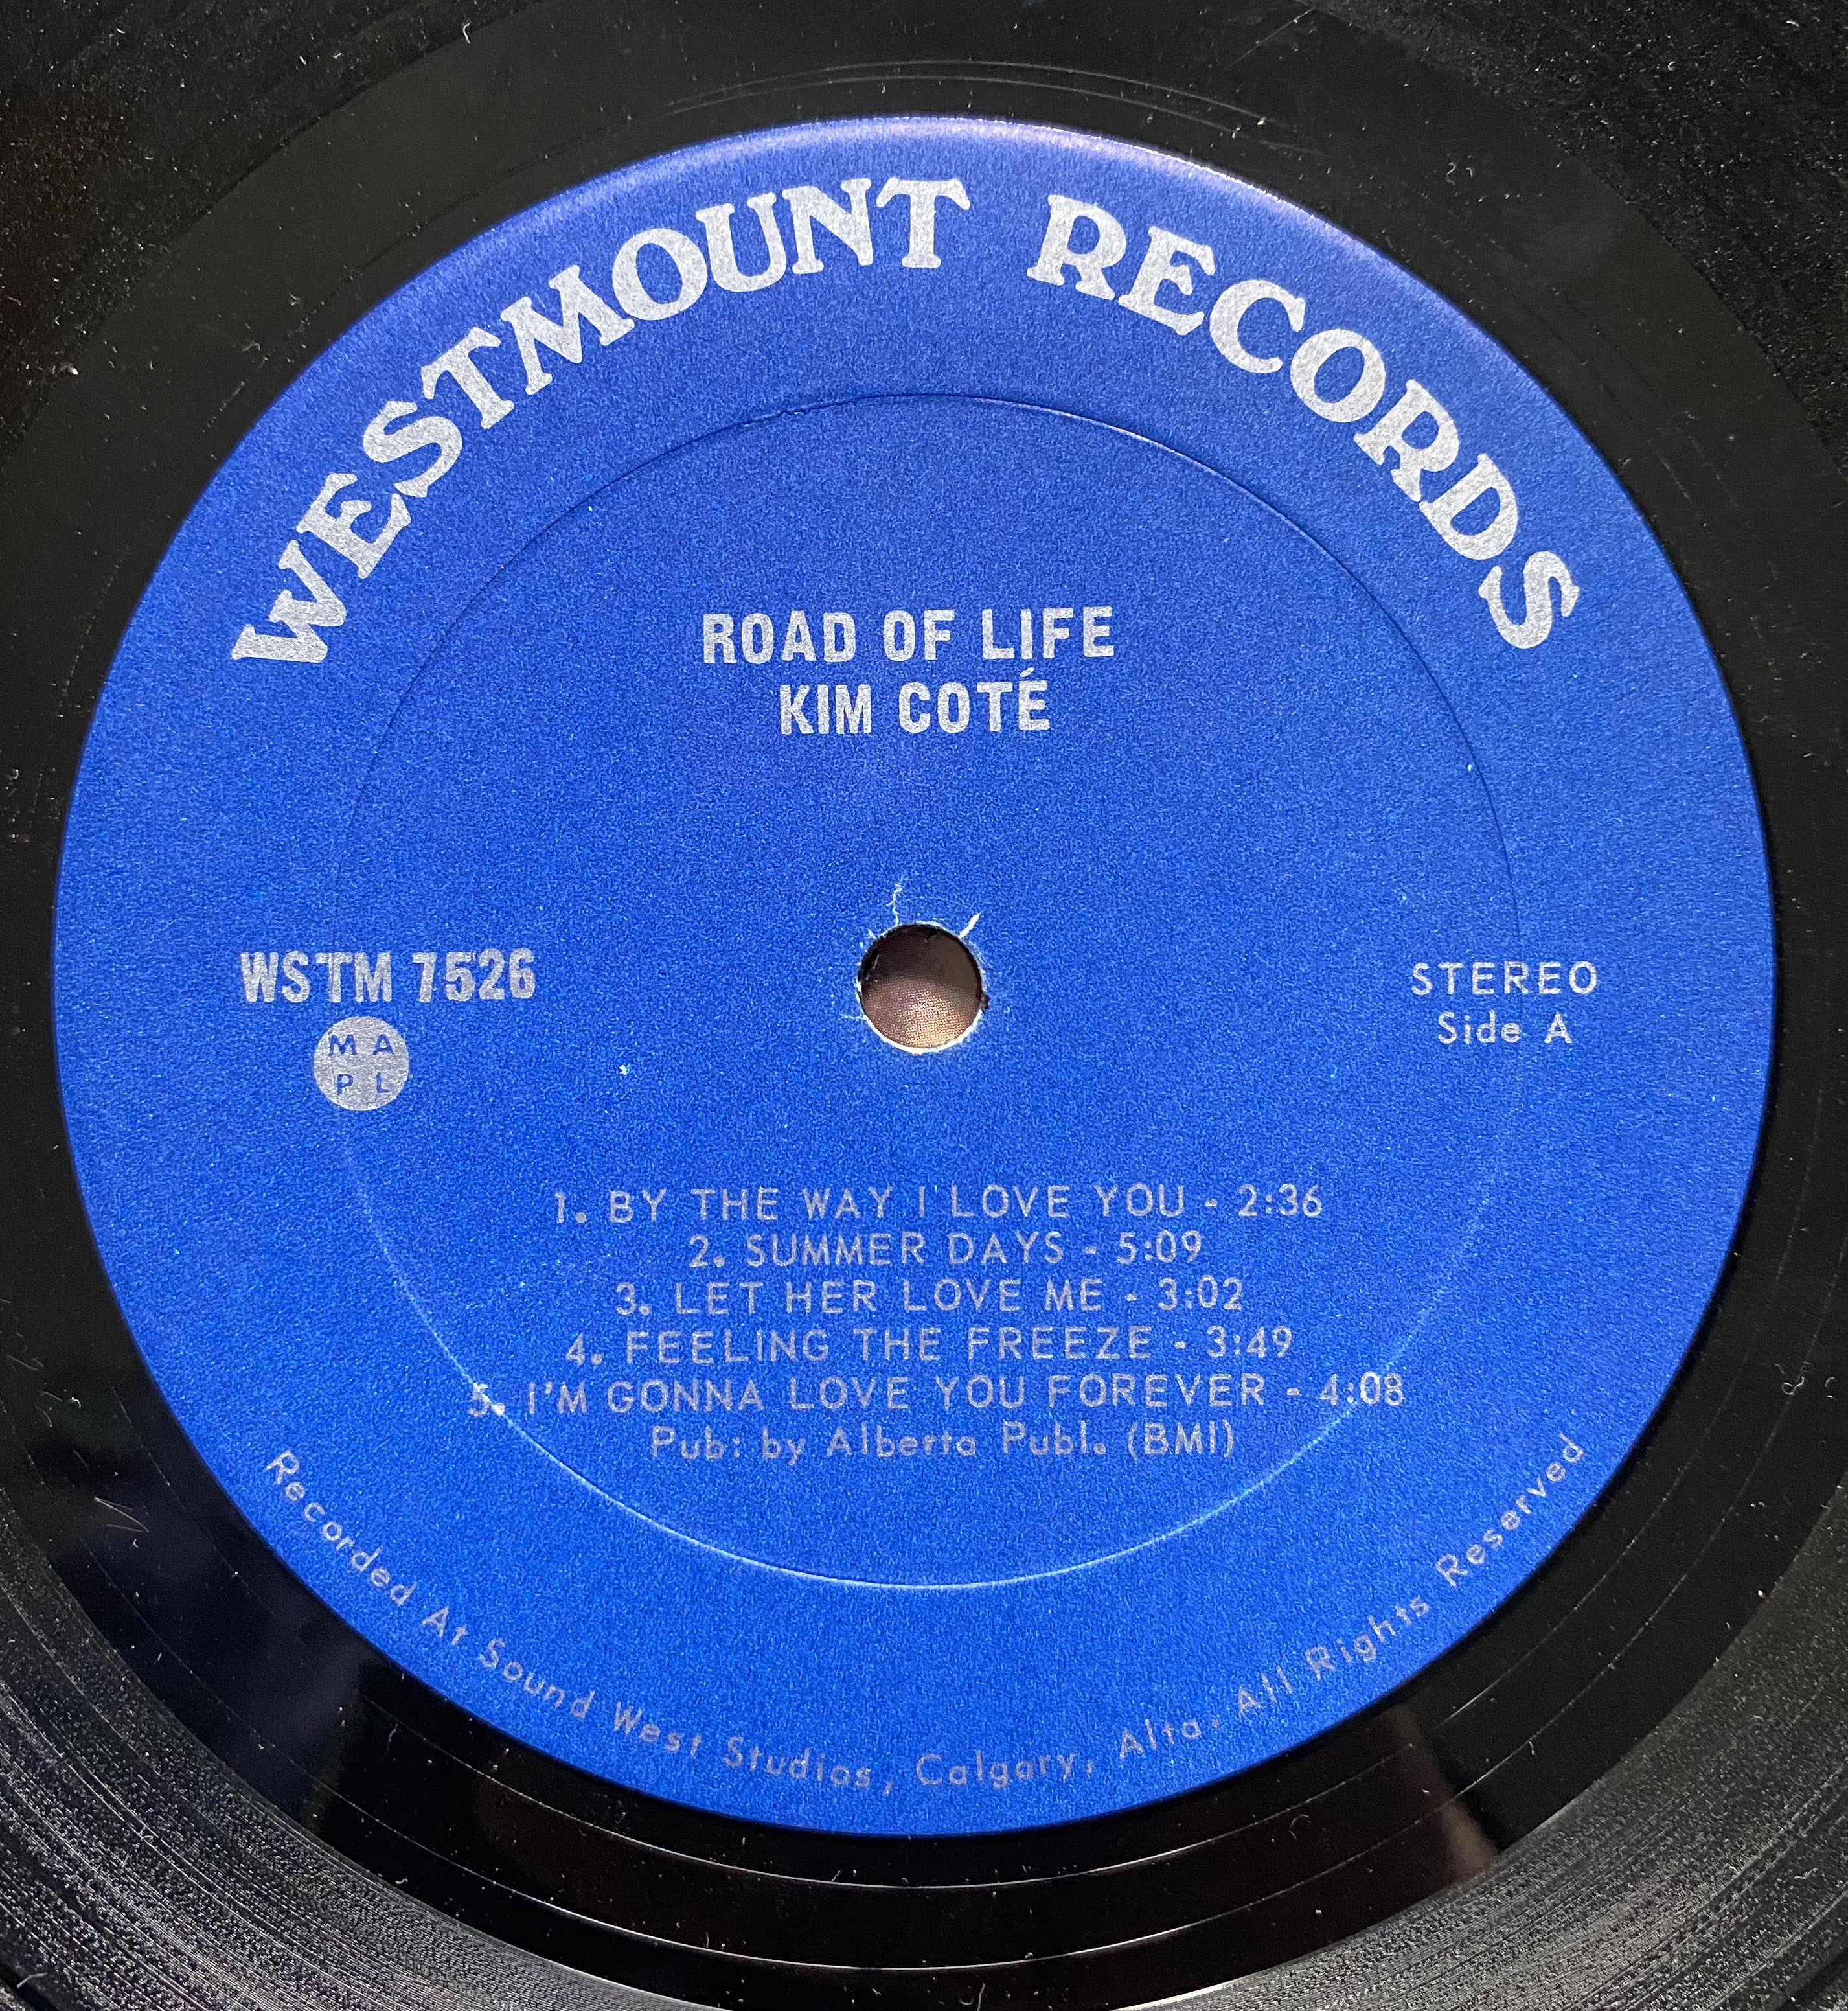 WESTMOUNT RECORDS
ROAD OF LIFE
KIM COTÉ
WSTM 7526
M A
P L
STEREO
Side A
1. BY THE WAY I LOVE YOU - 2:36
2. SUMMER DAYS - 5:09
3. LET HER LOVE ME - 3:02
4. FEELING THE FREEZE - 3:49
5. I'M GONNA LOVE YOU FOREVER - 4:08
Pub: by Alberta Publ. (BMI)
Recorded At Sound West Studios, Calgary, Alta. All Rights Reserved